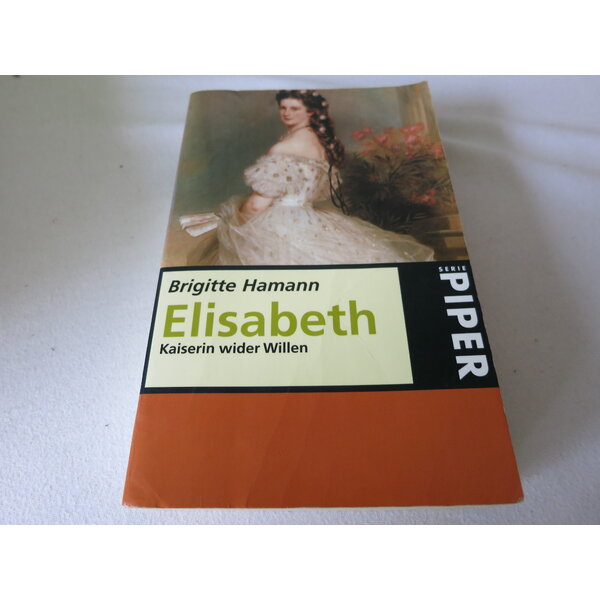 Brigitte Hamann
Elisabeth
Kaiserin wider Willen
SERIE
PIPER